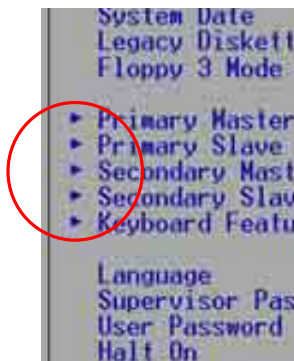 System Date
Legacy Diskett
Floppy 3 Mode
Primary Master
Primary Slave
Secondary Mast
Secondary Slav
Keyboard Featu
Language
Supervisor Pas
User Password
Halt On